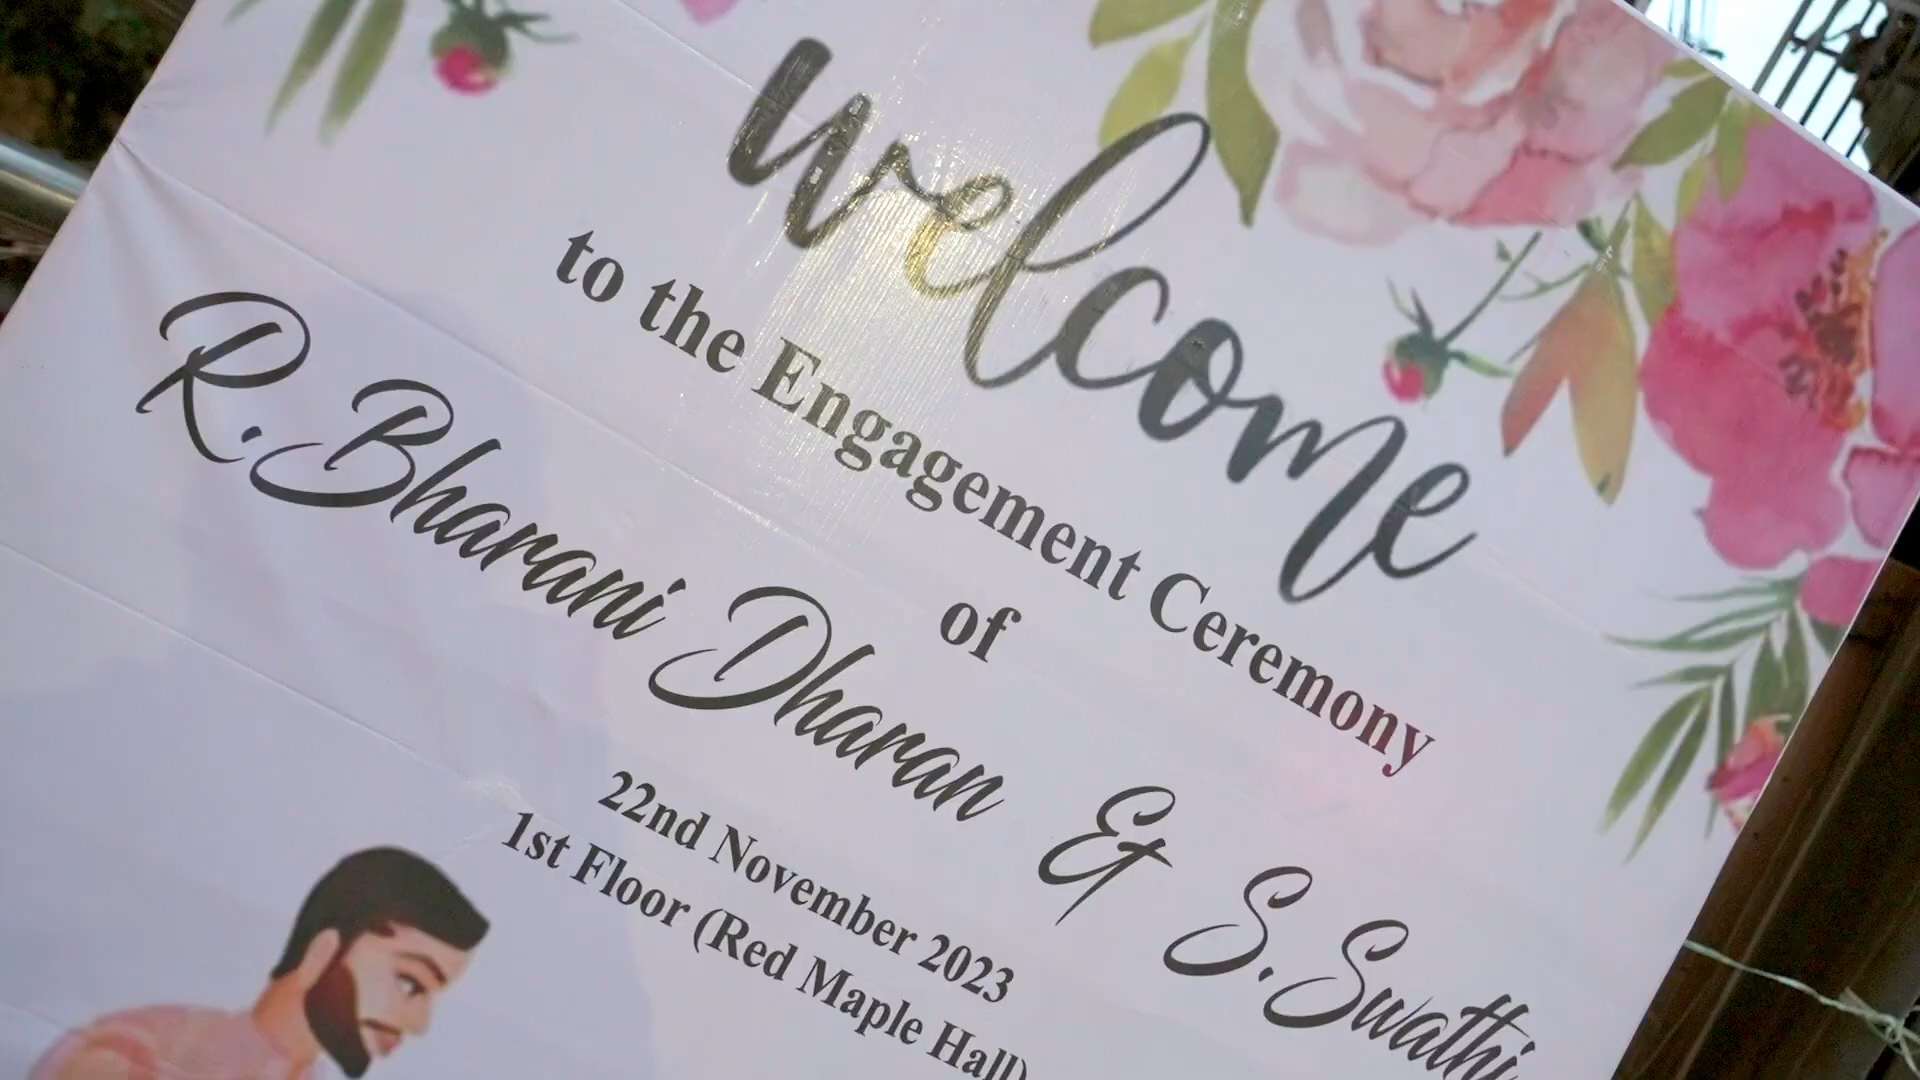 welcome
to the Engagement Ceremony
of
R.Bharani Dharan & S.Swathi
22nd November 2023
1st Floor (Red Maple Hall)